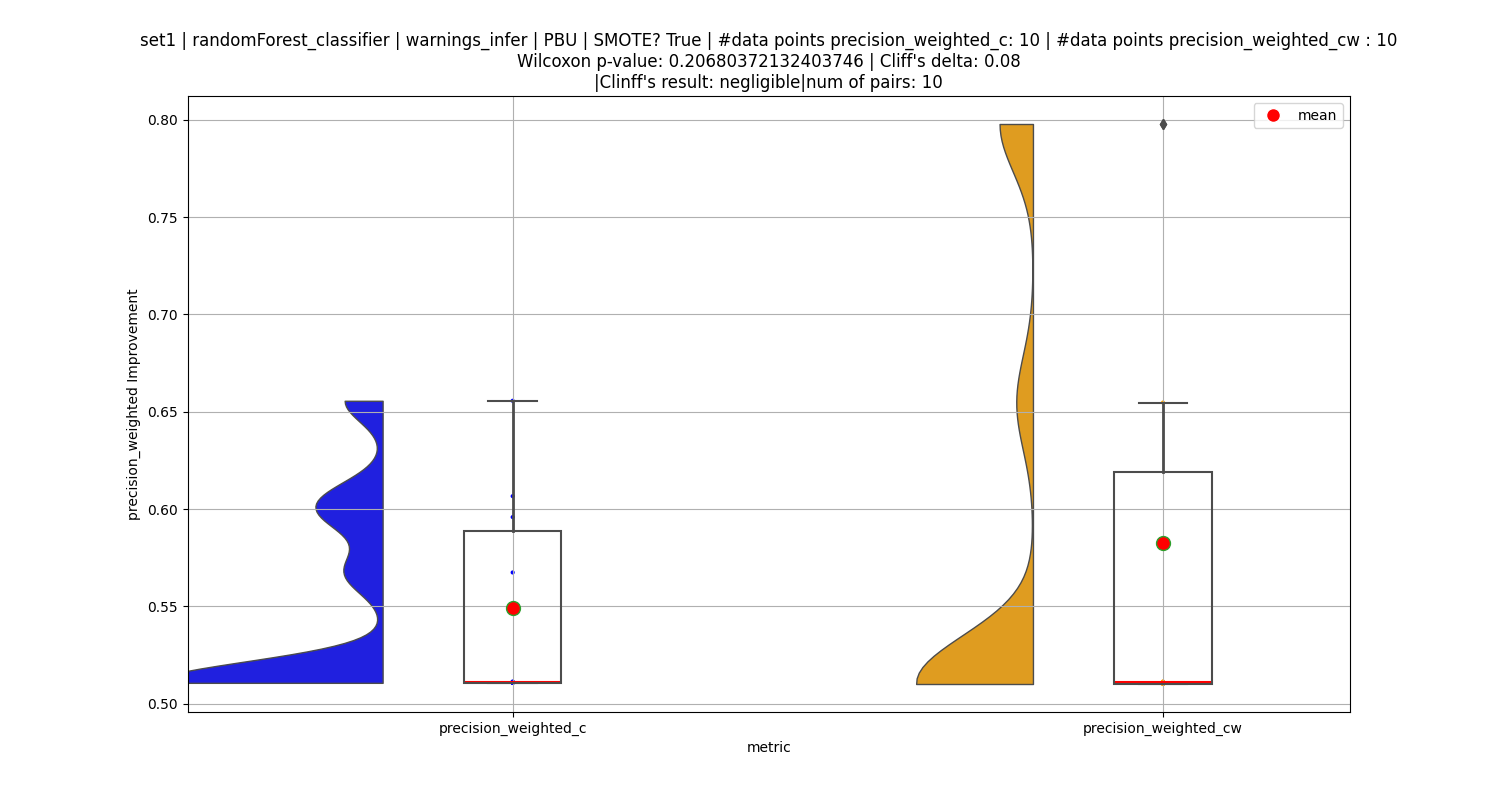 set1 | randomForest_classifier | warnings_infer | PBU | SMOTE? True | #data points precision_weighted_c: 10 | #data points precision_weighted_cw : 10
Wilcoxon p-value: 0.20680372132403746 | Cliff's delta: 0.08
|Clinff's result: negligible|num of pairs: 10
mean
precision_weighted Improvement
0.80
0.75
0.70
0.65
0.60
0.55
0.50
precision_weighted_c
precision_weighted_cw
metric